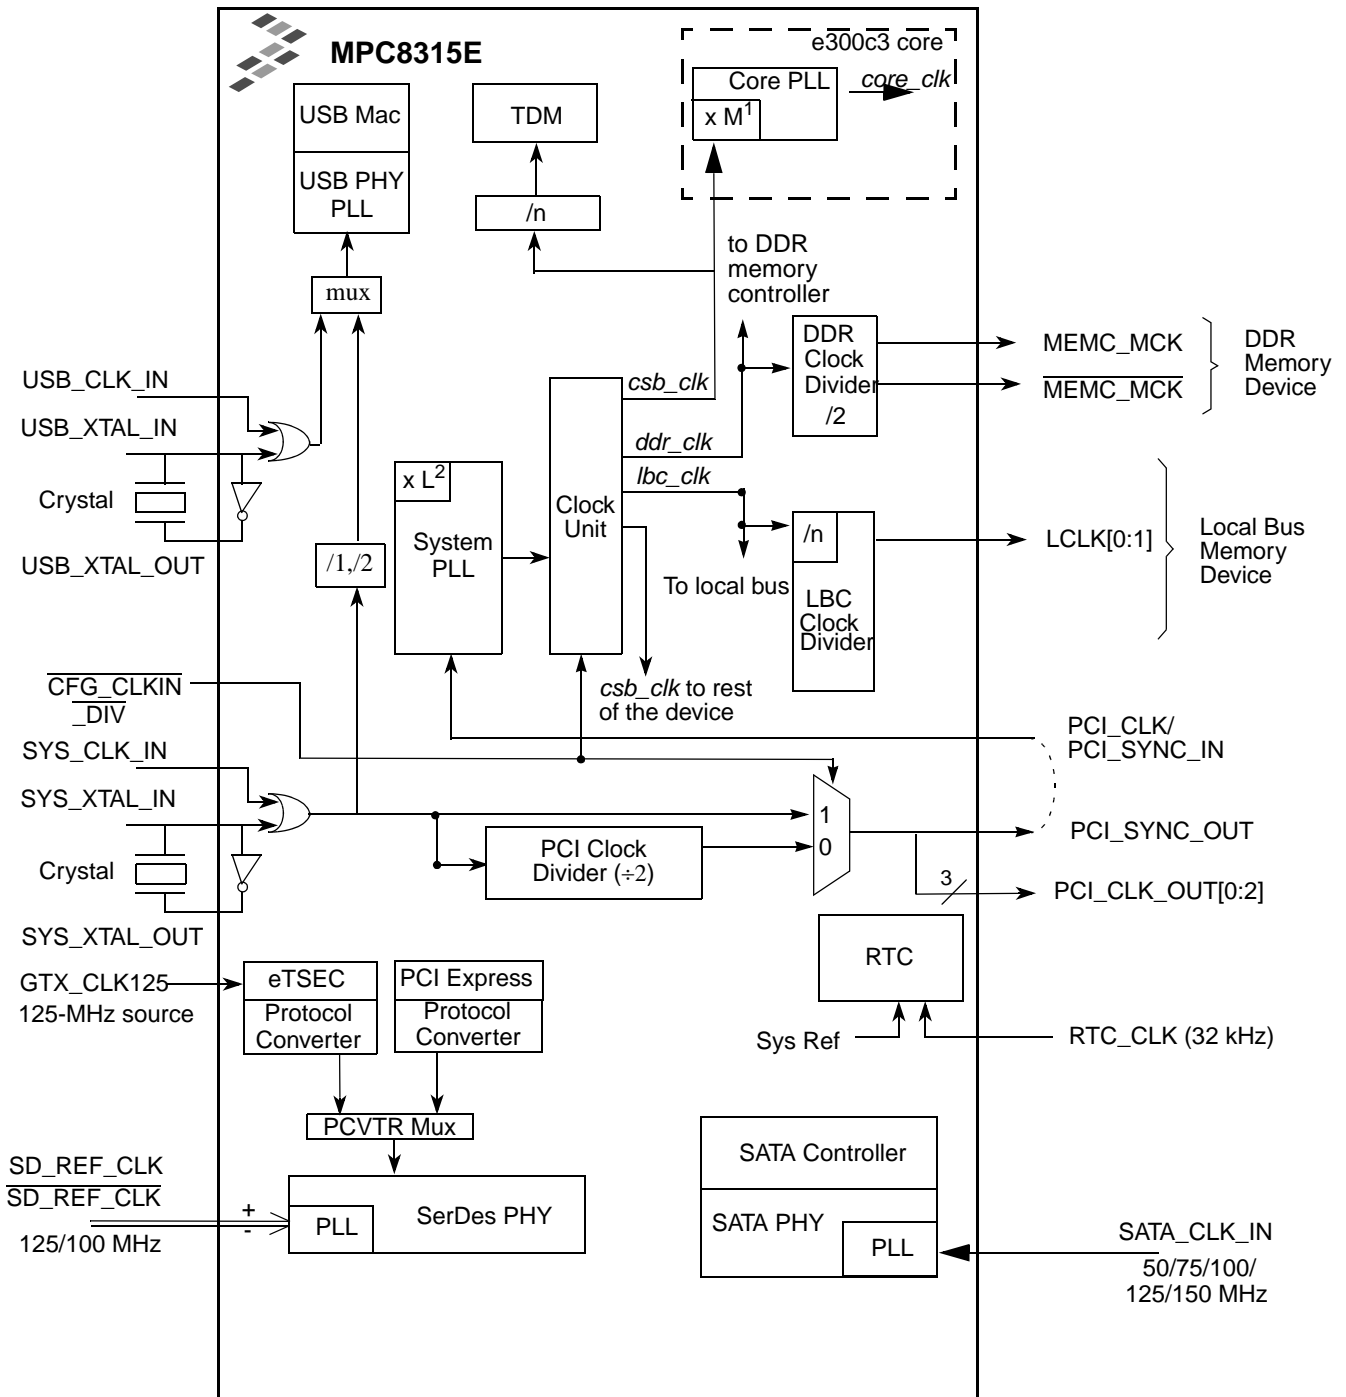 MPC8315E
e300c3 core
Core PLL
core_clk
x M1
USB Mac
USB PHY
PLL
TDM
/n
mux
to DDR
memory
controller
DDR
Clock
Divider
/2
MEMC_MCK
MEMC_MCK
DDR
Memory
Device
USB_CLK_IN
USB_XTAL_IN
Crystal
USB_XTAL_OUT
/1,/2
x L2
System
PLL
Clock
Unit
csb_clk
ddr_clk
lbc_clk
To local bus
/n
LBC
Clock
Divider
LCLK[0:1]
Local Bus
Memory
Device
csb_clk to rest
of the device
CFG_CLKIN
_DIV
SYS_CLK_IN
SYS_XTAL_IN
Crystal
SYS_XTAL_OUT
PCI_CLK/
PCI_SYNC_IN
1
0
PCI Clock
Divider (÷2)
PCI_SYNC_OUT
3
PCI_CLK_OUT[0:2]
GTX_CLK125
125-MHz source
eTSEC
Protocol
Converter
PCI Express
Protocol
Converter
RTC
Sys Ref
RTC_CLK (32 kHz)
PCVTR Mux
SD_REF_CLK
SD_REF_CLK
125/100 MHz
+
-
PLL
SerDes PHY
SATA Controller
SATA PHY
PLL
SATA_CLK_IN
50/75/100/
125/150 MHz